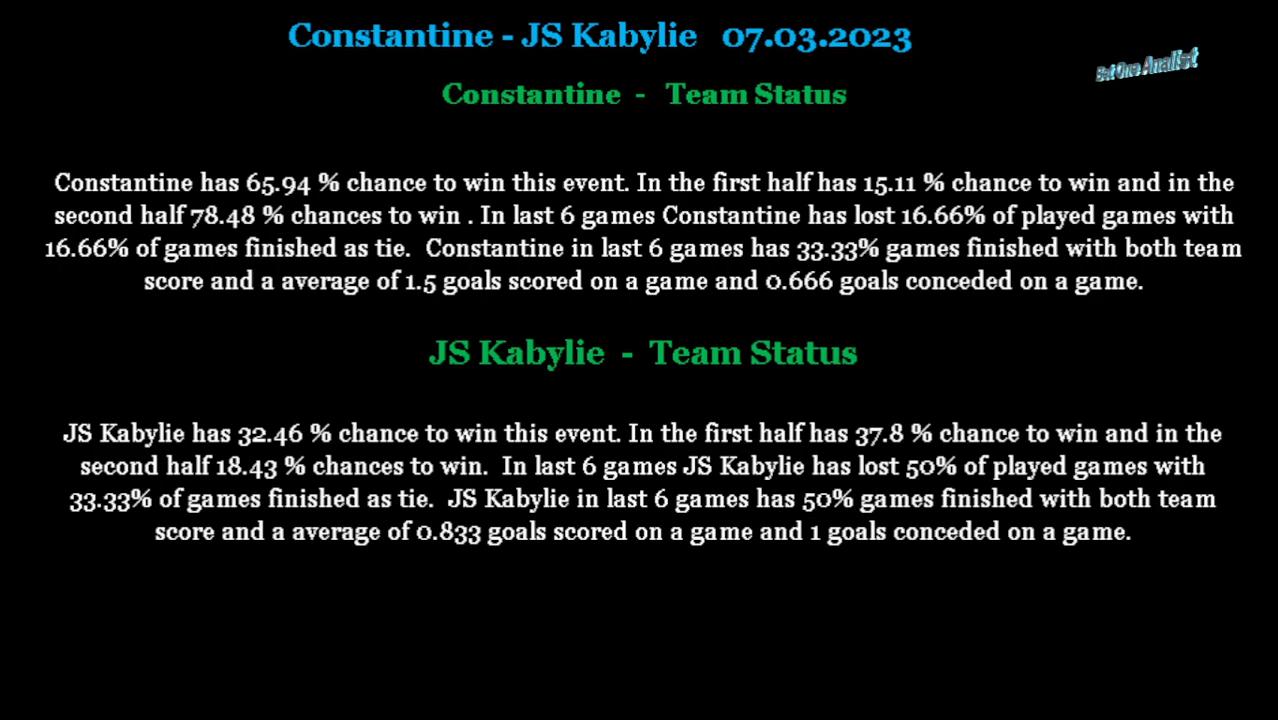 Constantine - JS Kabylie 07.03.2023
Bet One Analist
Constantine - Team Status
Constantine has 65.94 % chance to win this event. In the first half has 15.11 % chance to win and in the
second half 78.48 % chances to win . In last 6 games Constantine has lost 16.66% of played games with
16.66% of games finished as tie. Constantine in last 6 games has 33.33% games finished with both team
score and a average of 1.5 goals scored on a game and 0.666 goals conceded on a game.
JS Kabylie - Team Status
JS Kabylie has 32.46 % chance to win this event. In the first half has 37.8 % chance to win and in the
second half 18.43 % chances to win. In last 6 games JS Kabylie has lost 50% of played games with
33.33% of games finished as tie. JS Kabylie in last 6 games has 50% games finished with both team
score and a average of 0.833 goals scored on a game and 1 goals conceded on a game.